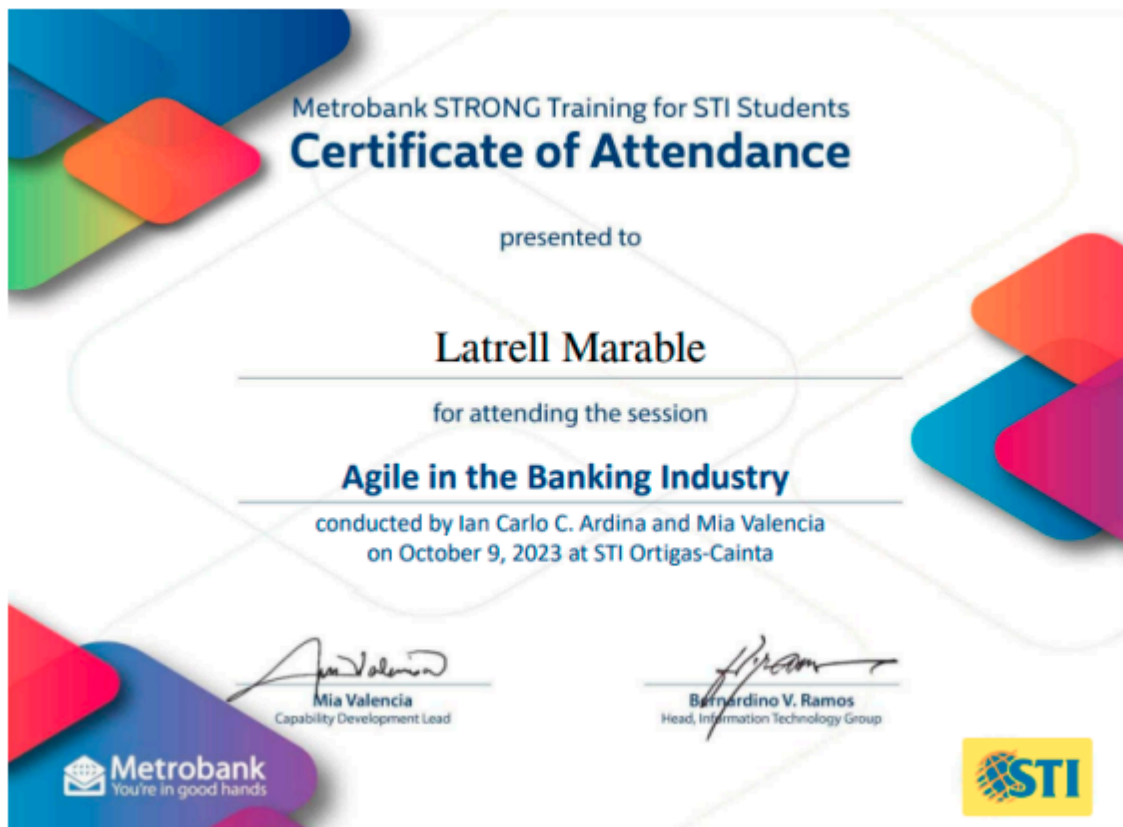 Metrobank STRONG Training for STI Students
Certificate of Attendance
presented to
Latrell Marable
for attending the session
Agile in the Banking Industry
conducted by Ian Carlo C. Ardina and Mia Valencia
on October 9, 2023 at STI Ortigas-Cainta
Mia Valencia
Capability Development Lead
Bernardino V. Ramos
Head, Information Technology Group
Metrobank
You're in good hands
STI